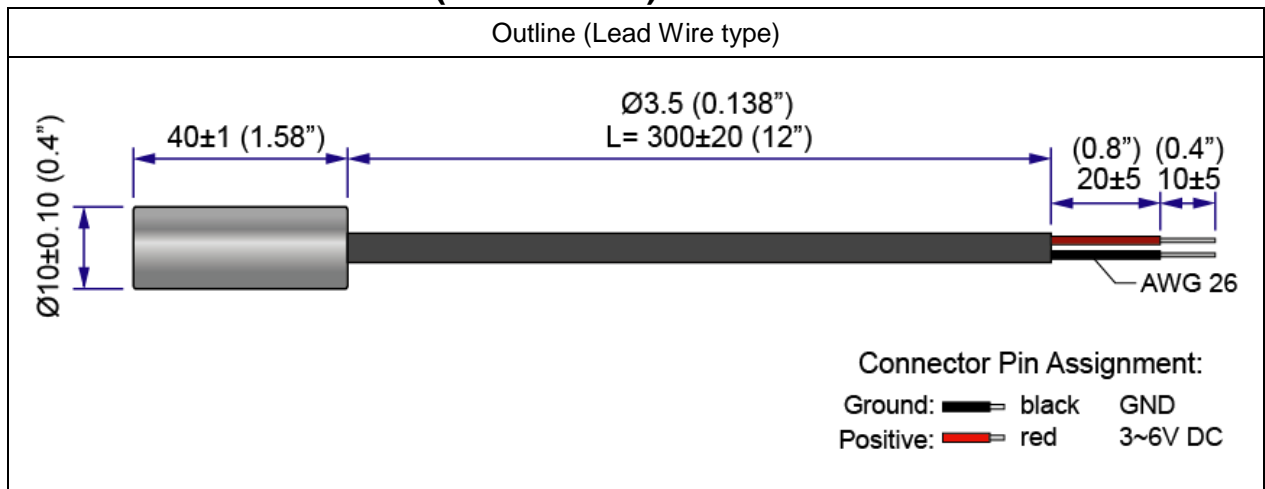 Outline (Lead Wire type)
Ø3.5 (0.138”)
40±1 (1.58”)
L= 300±20 (12”)
(0.8”) (0.4”)
20±5 10±5
Ø10±0.10 (0.4”)
AWG 26
Connector Pin Assignment:
Ground: black GND
Positive: red 3~6V DC